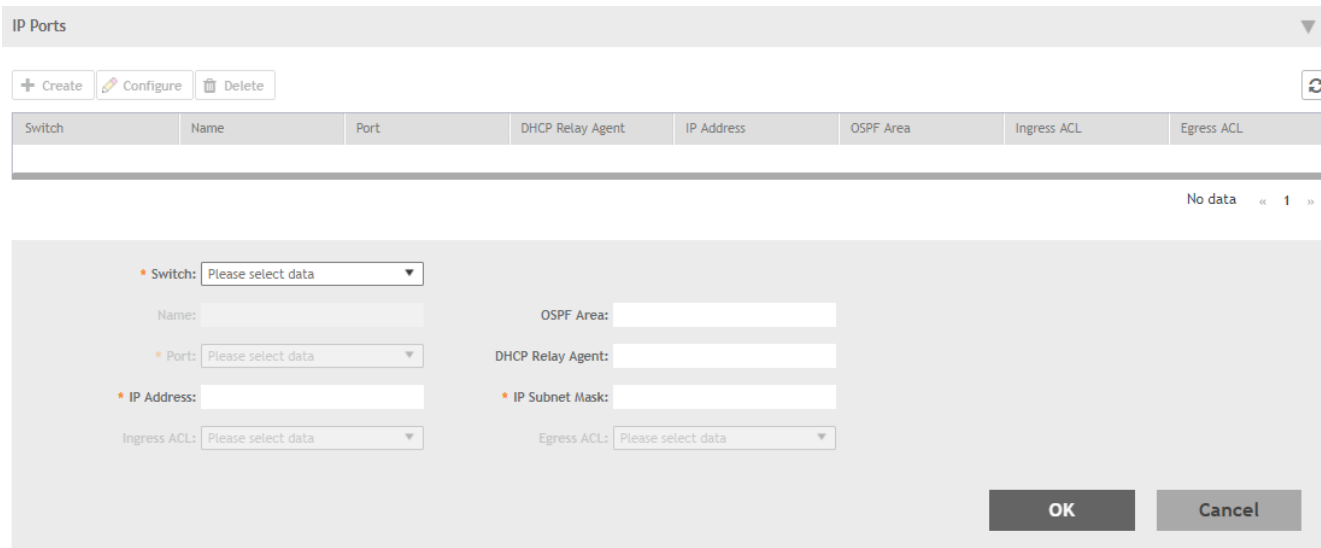 IP Ports
Create Configure Delete
Switch Name Port DHCP Relay Agent IP Address OSPF Area Ingress ACL Egress ACL
No data « 1 »
* Switch: Please select data
Name: OSPF Area:
* Port: Please select data DHCP Relay Agent:
* IP Address: * IP Subnet Mask:
Ingress ACL: Please select data Egress ACL: Please select data
OK Cancel